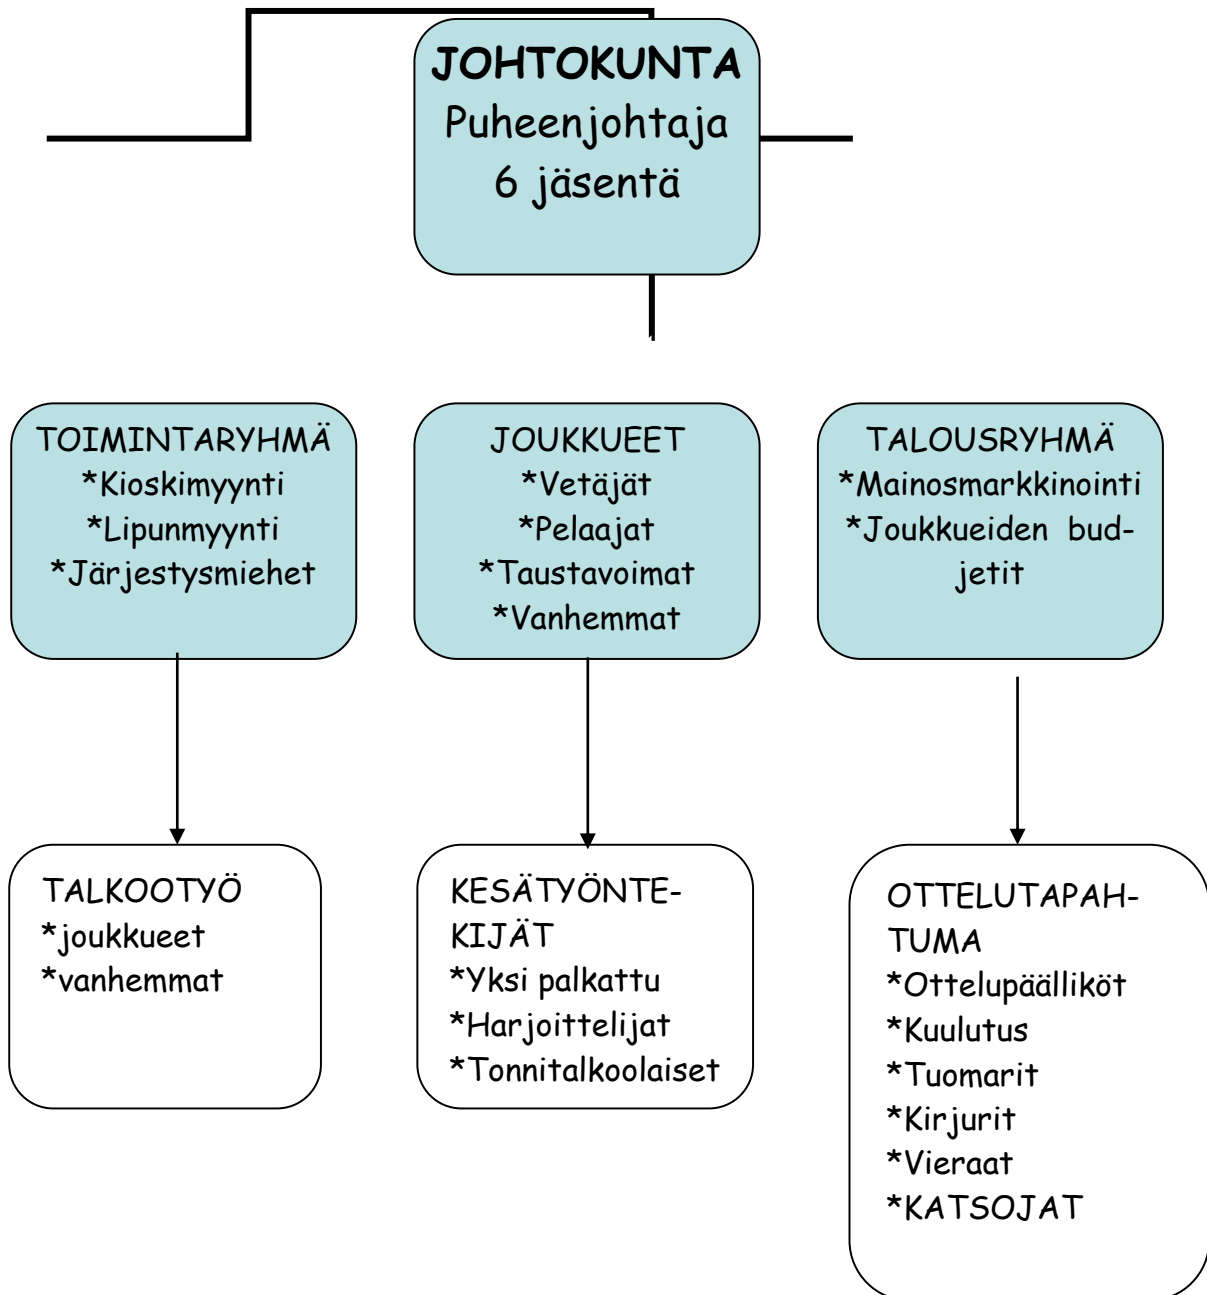 JOHTOKUNTA
Puheenjohtaja
6 jäsentä
TOIMINTARYHMÄ
*Kioskimyynti
*Lipunmyynti
*Järjestysmiehet
JOUKKUEET
*Vetäjät
*Pelaajat
*Taustavoimat
*Vanhemmat
TALOUSRYHMÄ
*Mainosmarkkinointi
*Joukkueiden bud-
jetit
TALKOOTYÖ
*joukkueet
*vanhemmat
KESÄTYÖNTE-
KIJÄT
*Yksi palkattu
*Harjoittelijat
*Tonnitalkoolaiset
OTTELUTAPAH-
TUMA
*Ottelupäälliköt
*Kuulutus
*Tuomarit
*Kirjurit
*Vieraat
*KATSOJAT